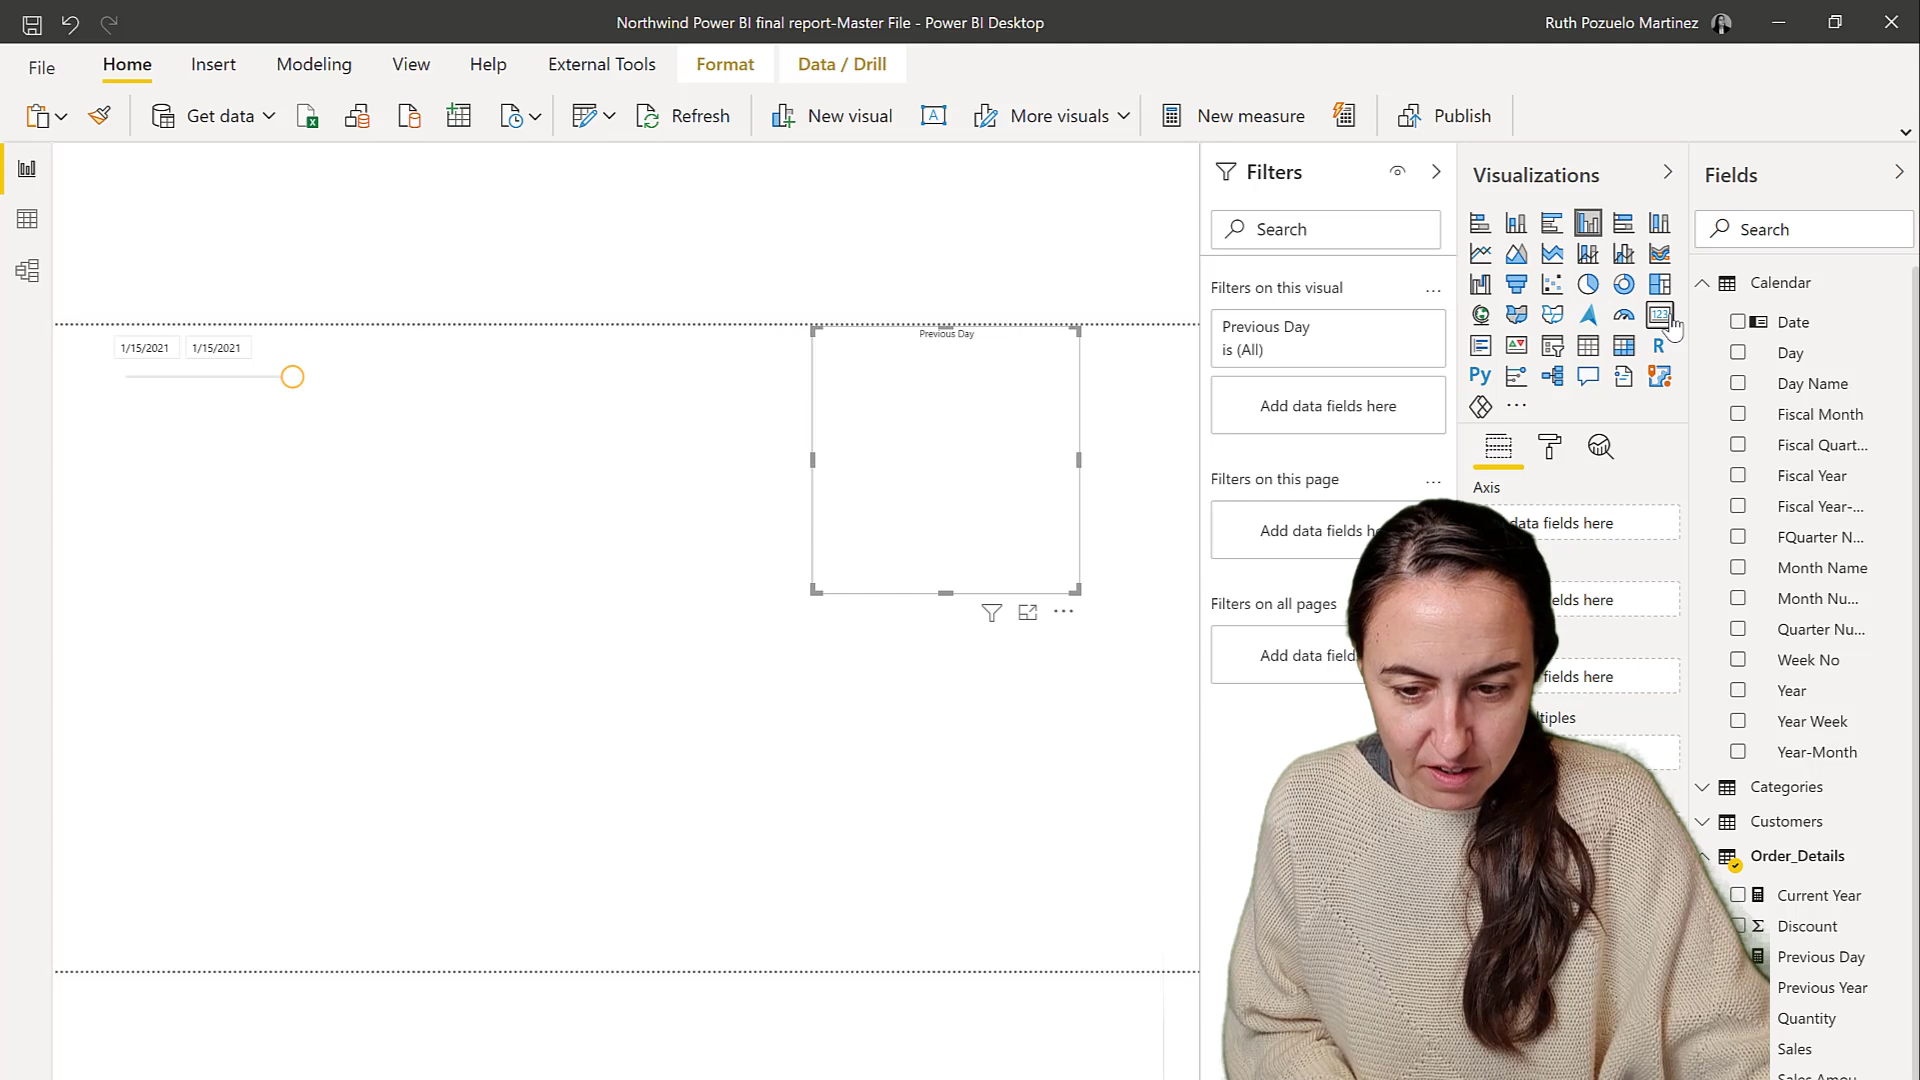 Northwind Power BI final report-Master File - Power BI Desktop
Ruth Pozuelo Martinez
File
Home
Insert
Modeling
View
Help
External Tools
Format
Data / Drill
Get data
Refresh
New visual
More visuals
New measure
Publish
Filters
Search
Filters on this visual
Previous Day
is (All)
Add data fields here
Filters on this page
Add data fields h
Filters on all pages
Add data field
Visualizations
123
R
Py
Axis
data fields here
elds here
fields here
tiples
Fields
Search
Calendar
Date
Day
Day Name
Fiscal Month
Fiscal Quart...
Fiscal Year
Fiscal Year-...
FQuarter N...
Month Name
Month Nu...
Quarter Nu...
Week No
Year
Year Week
Year-Month
Categories
Customers
Order_Details
Current Year
Discount
Previous Day
Previous Year
Quantity
Sales
1/15/2021
1/15/2021
Previous Day